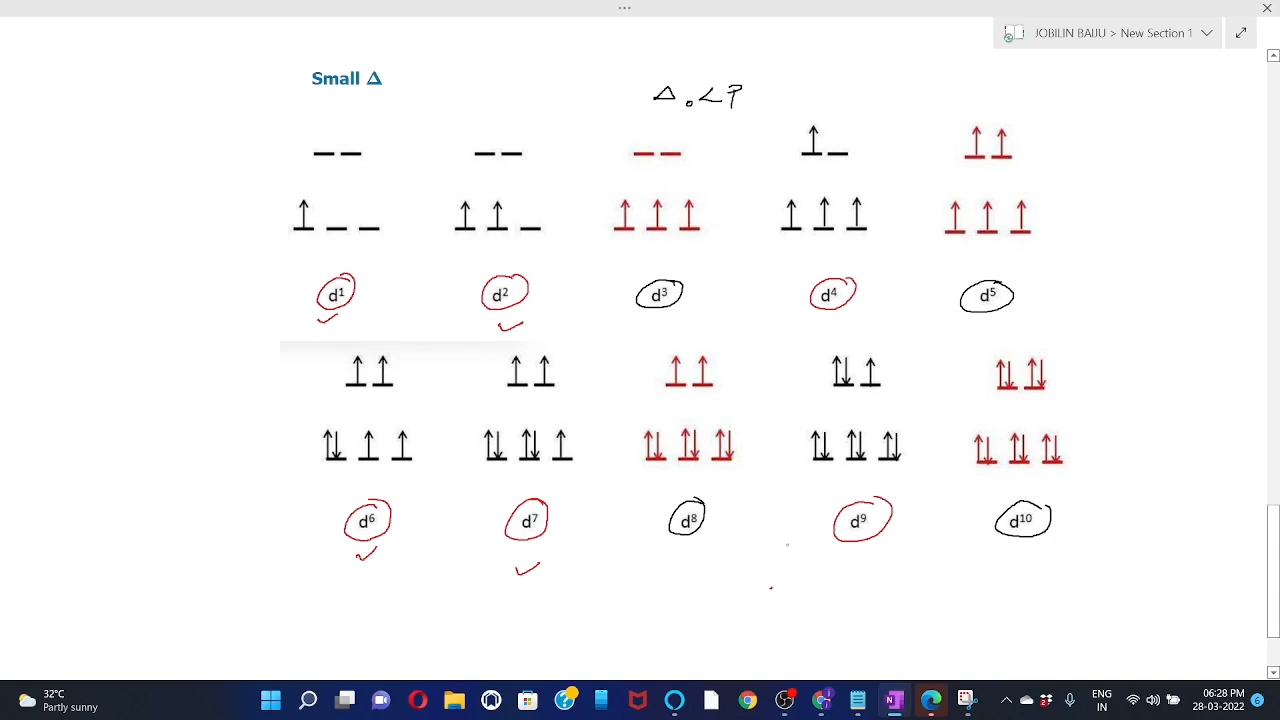 JOBILIN BAIJU > New Section 1
Small Δ
Δ₀<P
d¹ d² d³ d⁴ d⁵
d⁶ d⁷ d⁸ d⁹ d¹⁰
32°C
Partly sunny
ENG
IN
06:28 PM
28-03-2022
6